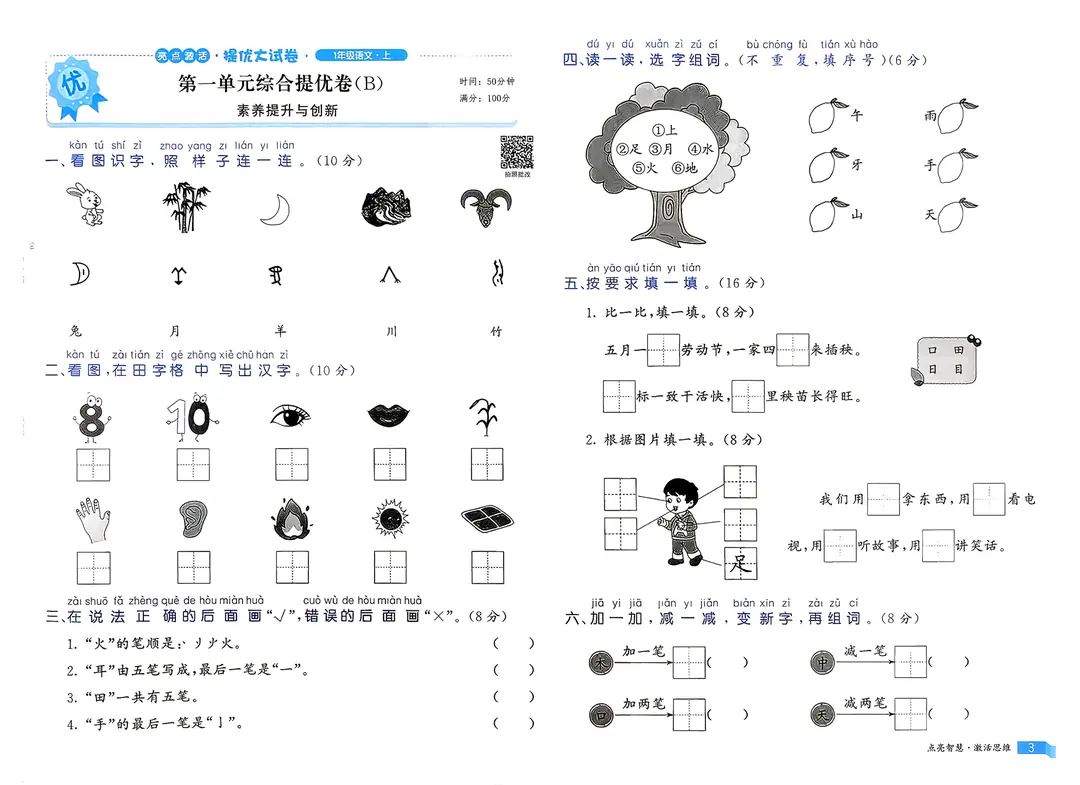 亮点激活·提优大试卷·1年级语文·上
优
第一单元综合提优卷(B)
素养提升与创新
时间:50分钟
满分:100分
拍照批改
kàn tú shí zì zhao yang zi lián yi lián
一、看图识字,照样子连一连。(10分)
兔 月 羊 川 竹
kàn tú zài tián zì gé zhōng xiě chū hàn zì
二、看图,在田字格中写出汉字。(10分)
zài shuō fǎ zhèng què de hòu miàn huà cuò wù de hòu miàn huà
三、在说法正确的后面画“√”,错误的后面画“×”。(8分)
1. “火”的笔顺是:丶丿丿火。 ( )
2. “耳”由五笔写成,最后一笔是“一”。 ( )
3. “田”一共有五笔。 ( )
4. “手”的最后一笔是“亅”。 ( )
dú yi dú xuǎn zì zǔ cí bù chóng fù tián xù hào
四、读一读,选字组词。(不重复,填序号)(6分)
①上
②足 ③月 ④水
⑤火 ⑥地
午 雨
牙 手
山 天
àn yāo qiú tián yi tián
五、按要求填一填。(16分)
1. 比一比,填一填。(8分)
五月一 劳动节,一家四 来插秧。
标一致干活快, 里秧苗长得旺。
口 田
日 目
2. 根据图片填一填。(8分)
足
我们用 拿东西,用 看电
视,用 听故事,用 讲笑话。
jiā yi jiā jiǎn yi jiǎn biàn xīn zì zài zǔ cí
六、加一加,减一减,变新字,再组词。(8分)
木 加一笔 ( ) 中 减一笔 ( )
口 加两笔 ( ) 天 减两笔 ( )
点亮智慧·激活思维 3